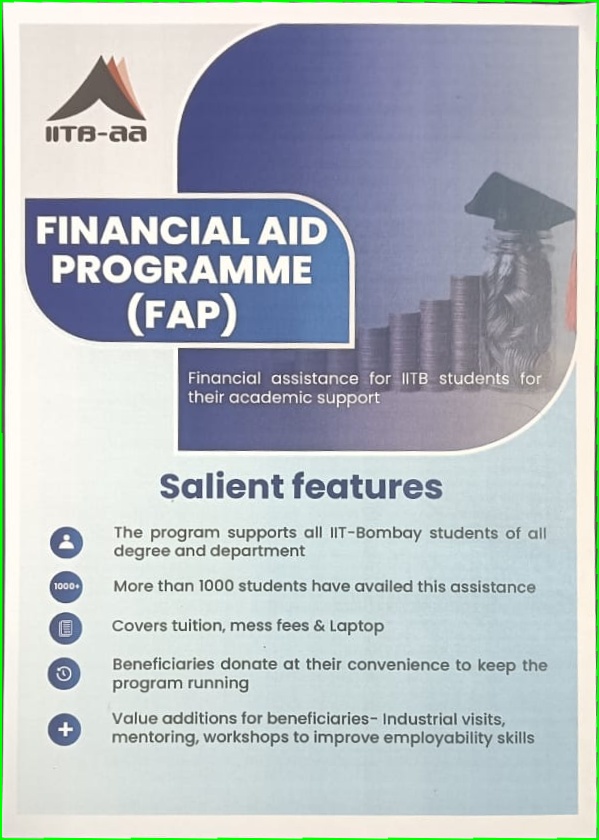 IITB-aa
FINANCIAL AID
PROGRAMME
(FAP)
Financial assistance for IITB students for
their academic support
Salient features
The program supports all IIT-Bombay students of all
degree and department
1000+
More than 1000 students have availed this assistance
Covers tuition, mess fees & Laptop
Beneficiaries donate at their convenience to keep the
program running
Value additions for beneficiaries- Industrial visits,
mentoring, workshops to improve employability skills